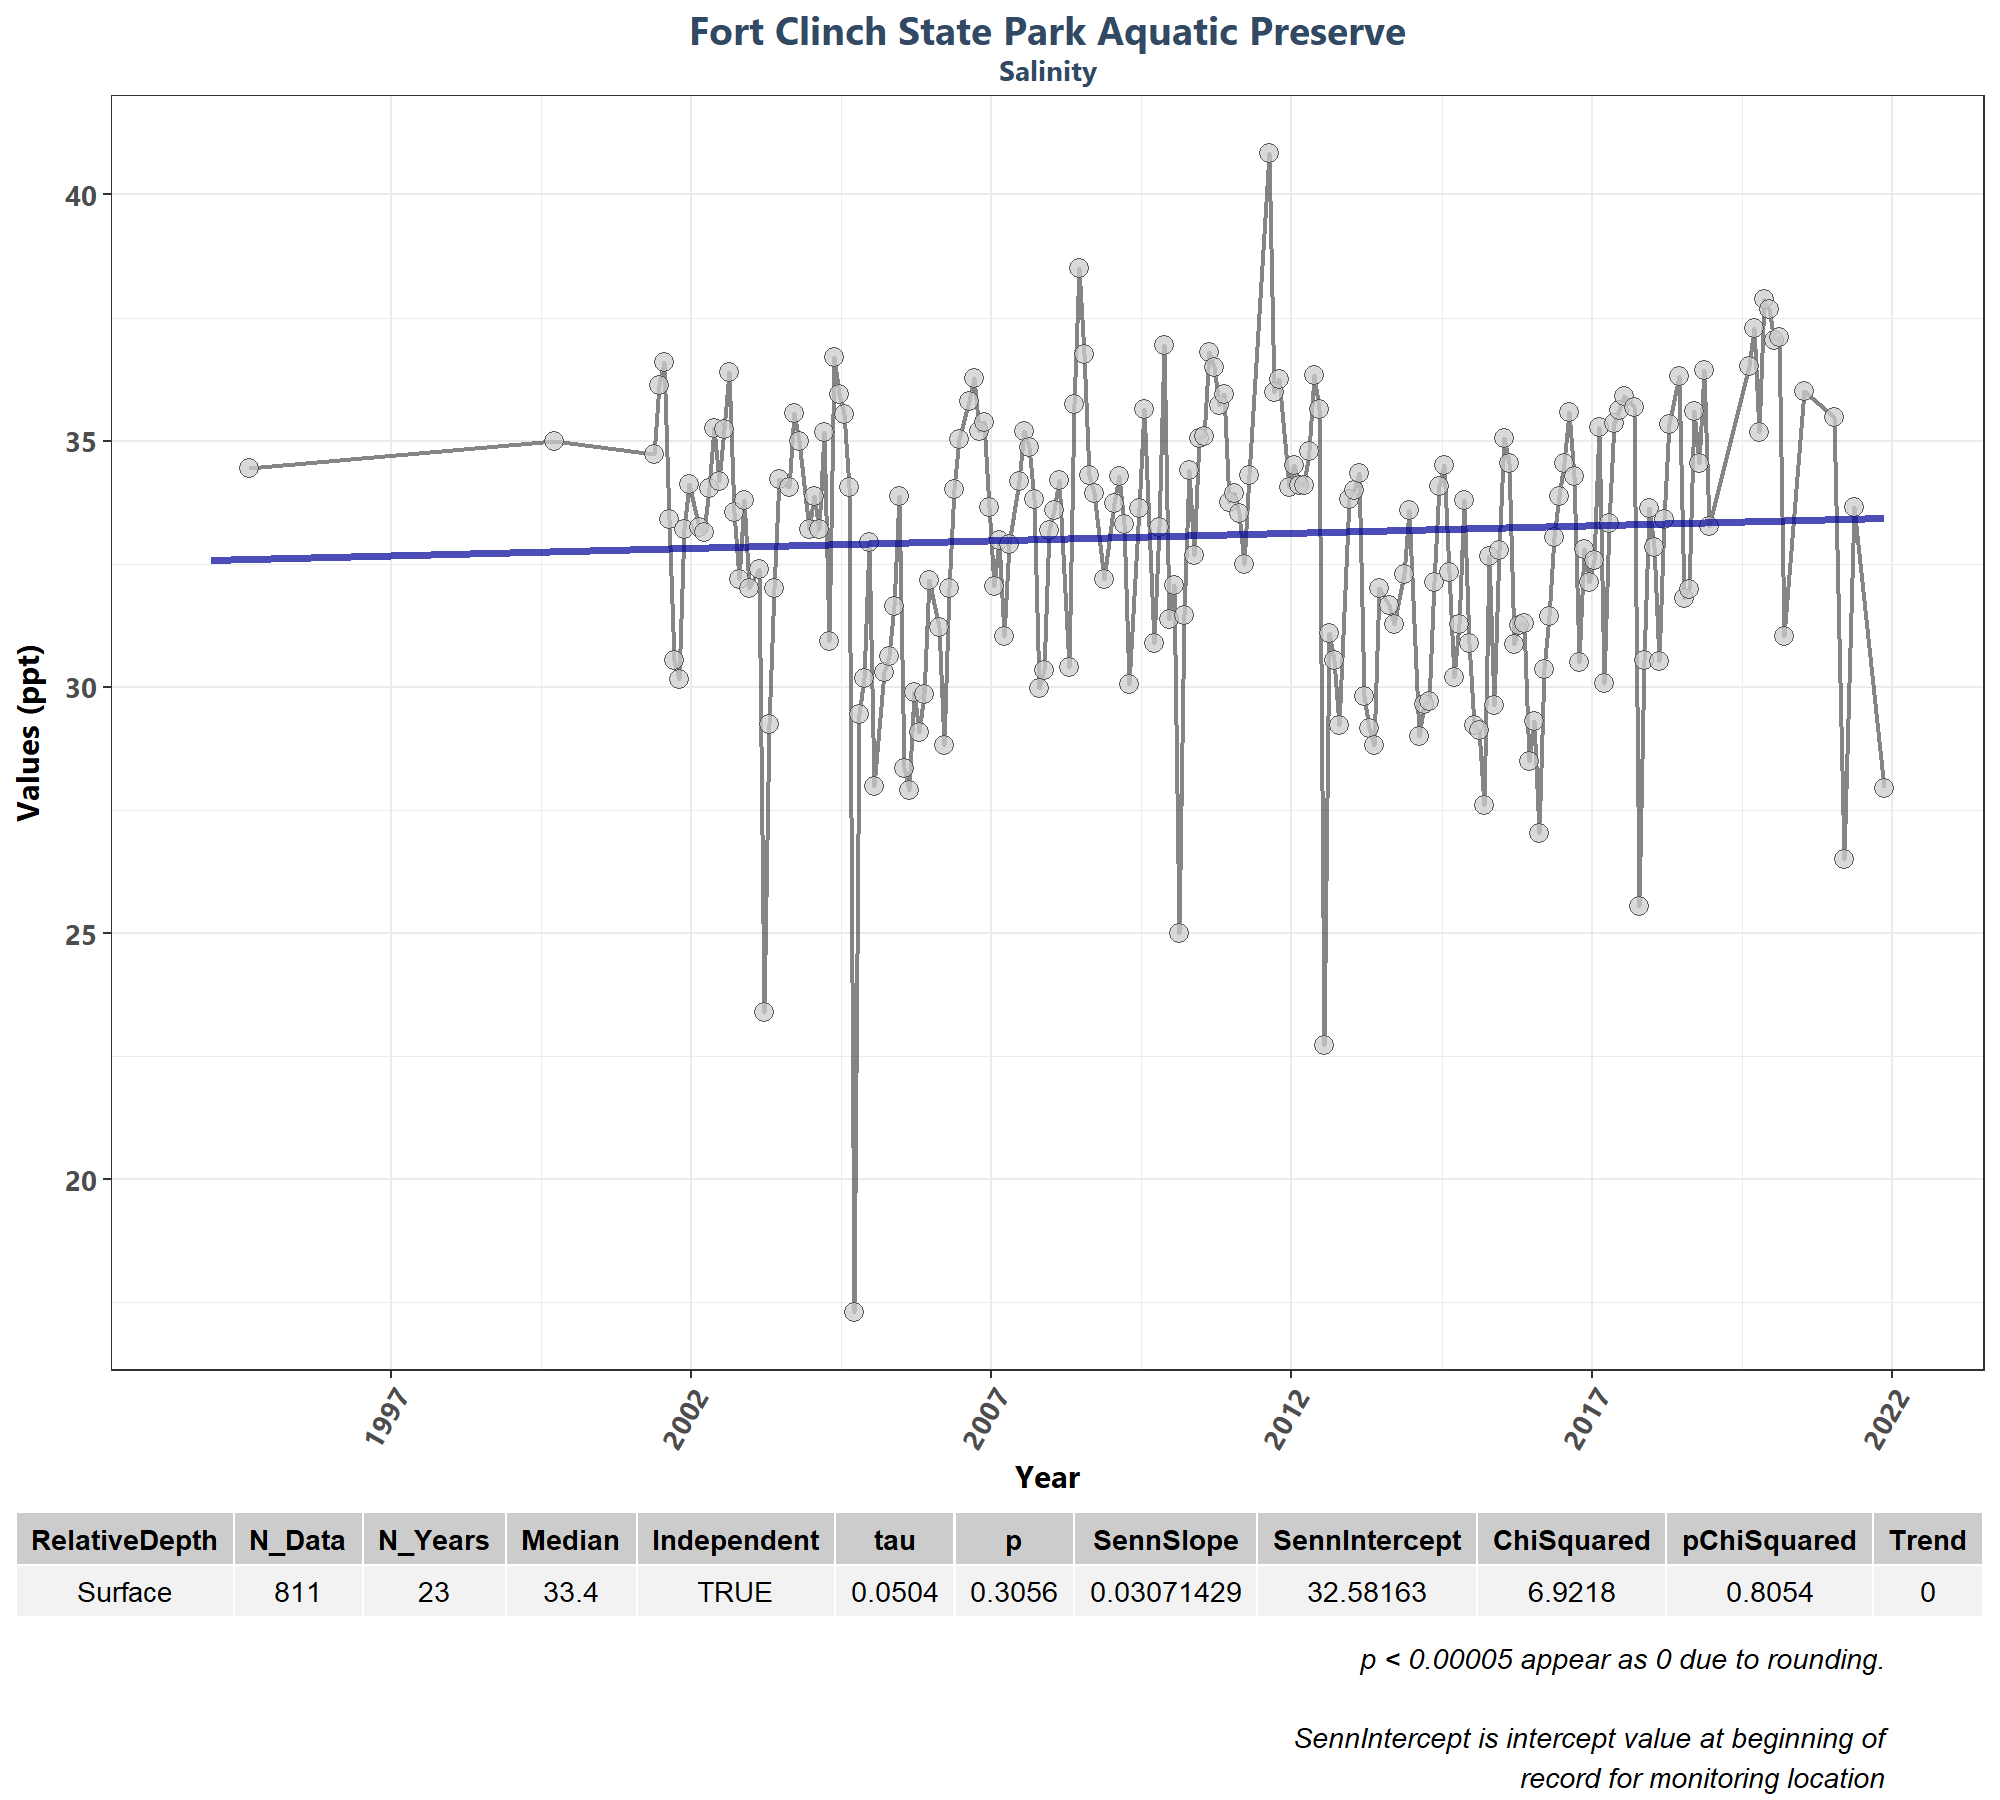 Fort Clinch State Park Aquatic Preserve
Salinity
Values (ppt)
40
35
30
25
20
1997 2002 2007 2012 2017 2022
Year
RelativeDepth N_Data N_Years Median Independent tau p SennSlope SennIntercept ChiSquared pChiSquared Trend
Surface 811 23 33.4 TRUE 0.0504 0.3056 0.03071429 32.58163 6.9218 0.8054 0
p < 0.00005 appear as 0 due to rounding.
SennIntercept is intercept value at beginning of
record for monitoring location